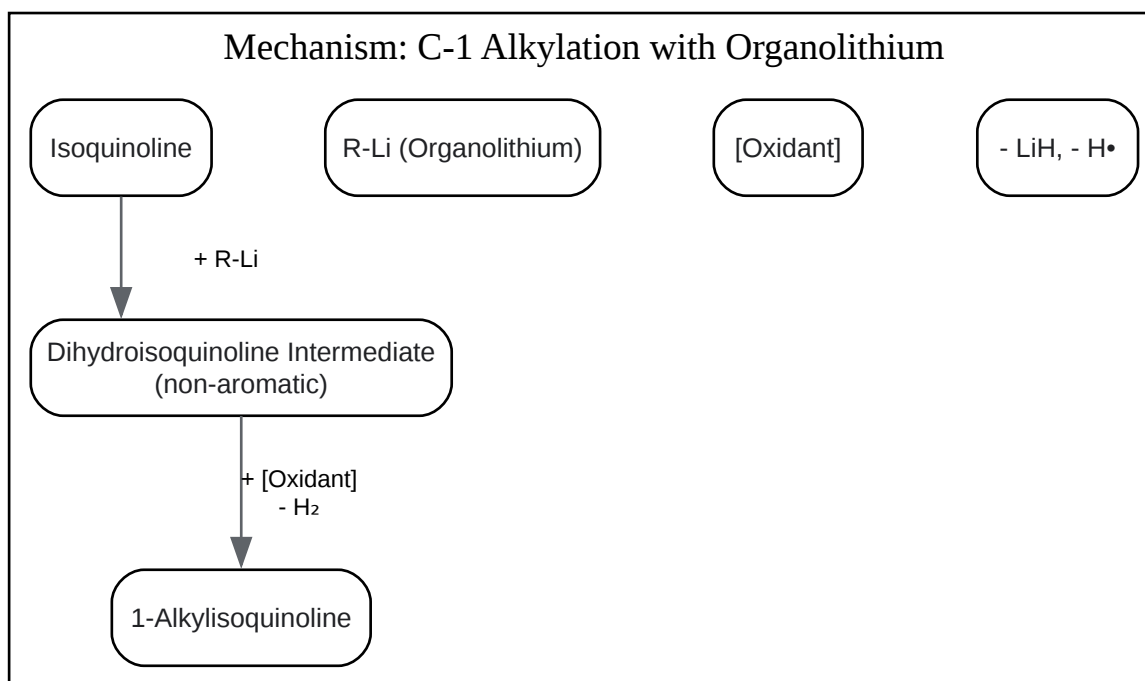 Mechanism: C-1 Alkylation with Organolithium
Isoquinoline
R-Li (Organolithium)
[Oxidant]
- LiH, - H•
+ R-Li
Dihydroisoquinoline Intermediate
(non-aromatic)
+ [Oxidant]
- H₂
1-Alkylisoquinoline